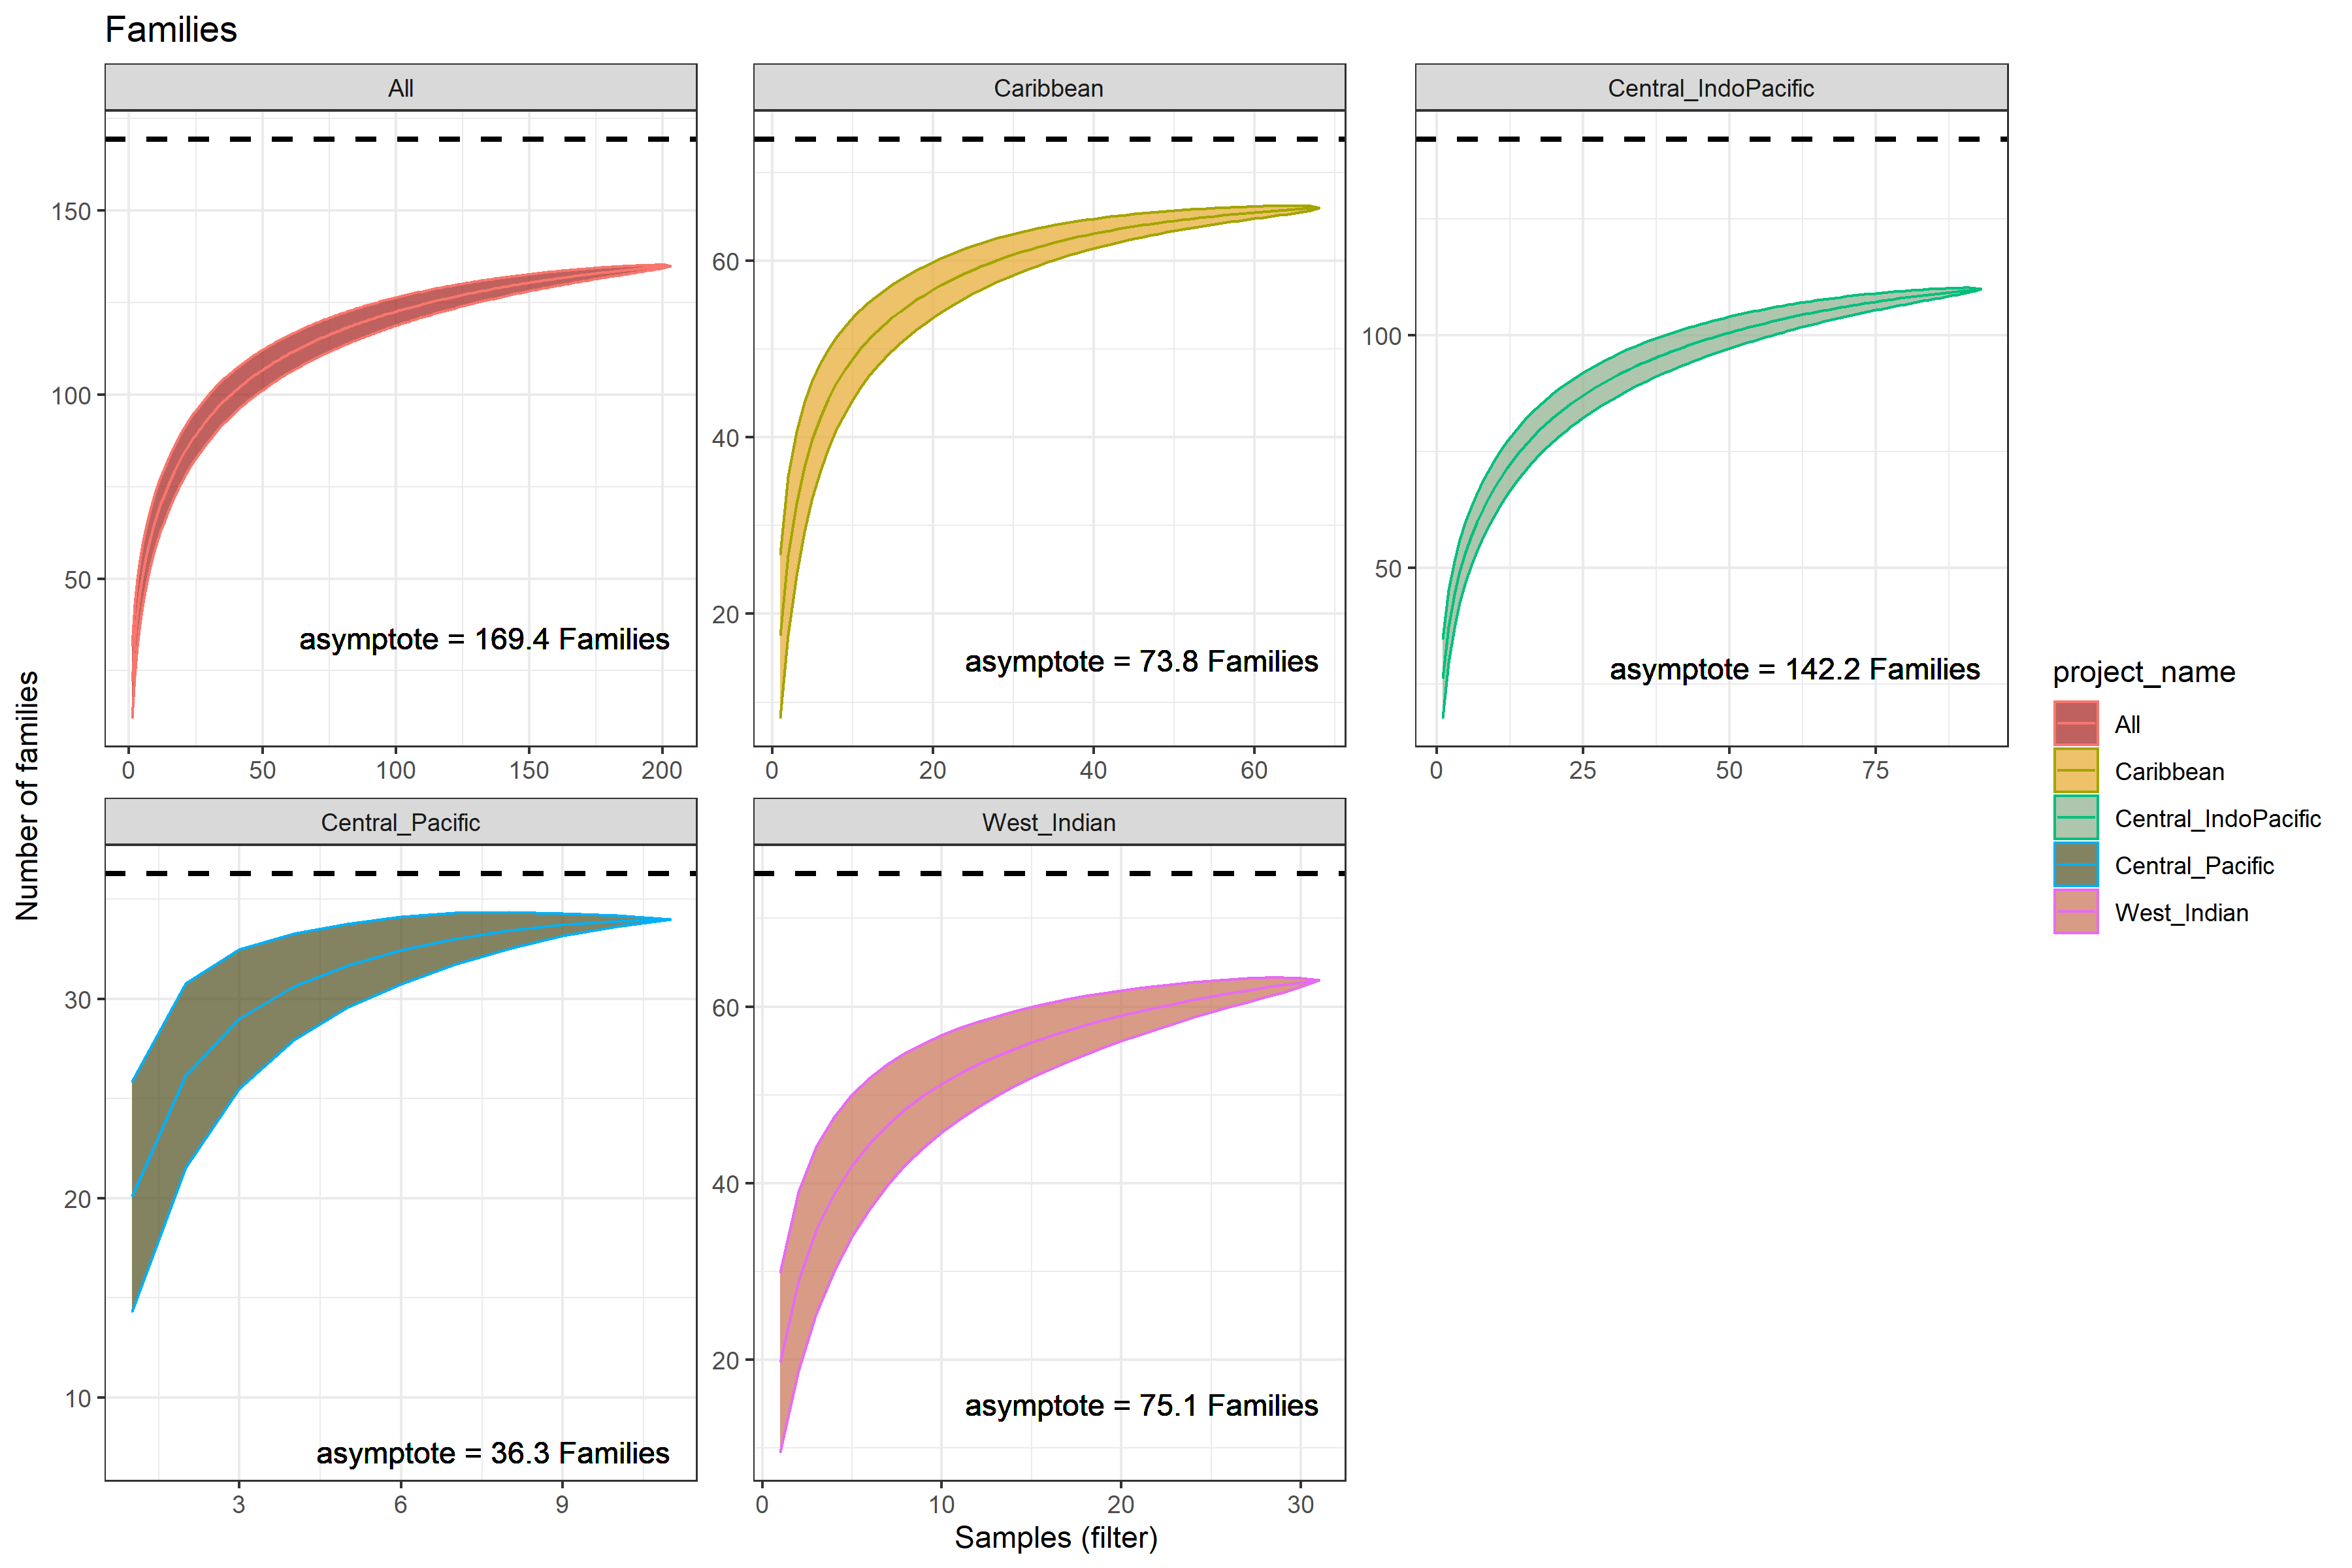 Families
All
Caribbean
Central_IndoPacific
150
100
50
asymptote = 169.4 Families
0
50
100
150
200
60
40
20
asymptote = 73.8 Families
0
20
40
60
100
50
asymptote = 142.2 Families
0
25
50
75
Central_Pacific
West_Indian
30
20
10
asymptote = 36.3 Families
3
6
9
60
40
20
asymptote = 75.1 Families
0
10
20
30
Number of families
Samples (filter)
project_name
All
Caribbean
Central_IndoPacific
Central_Pacific
West_Indian